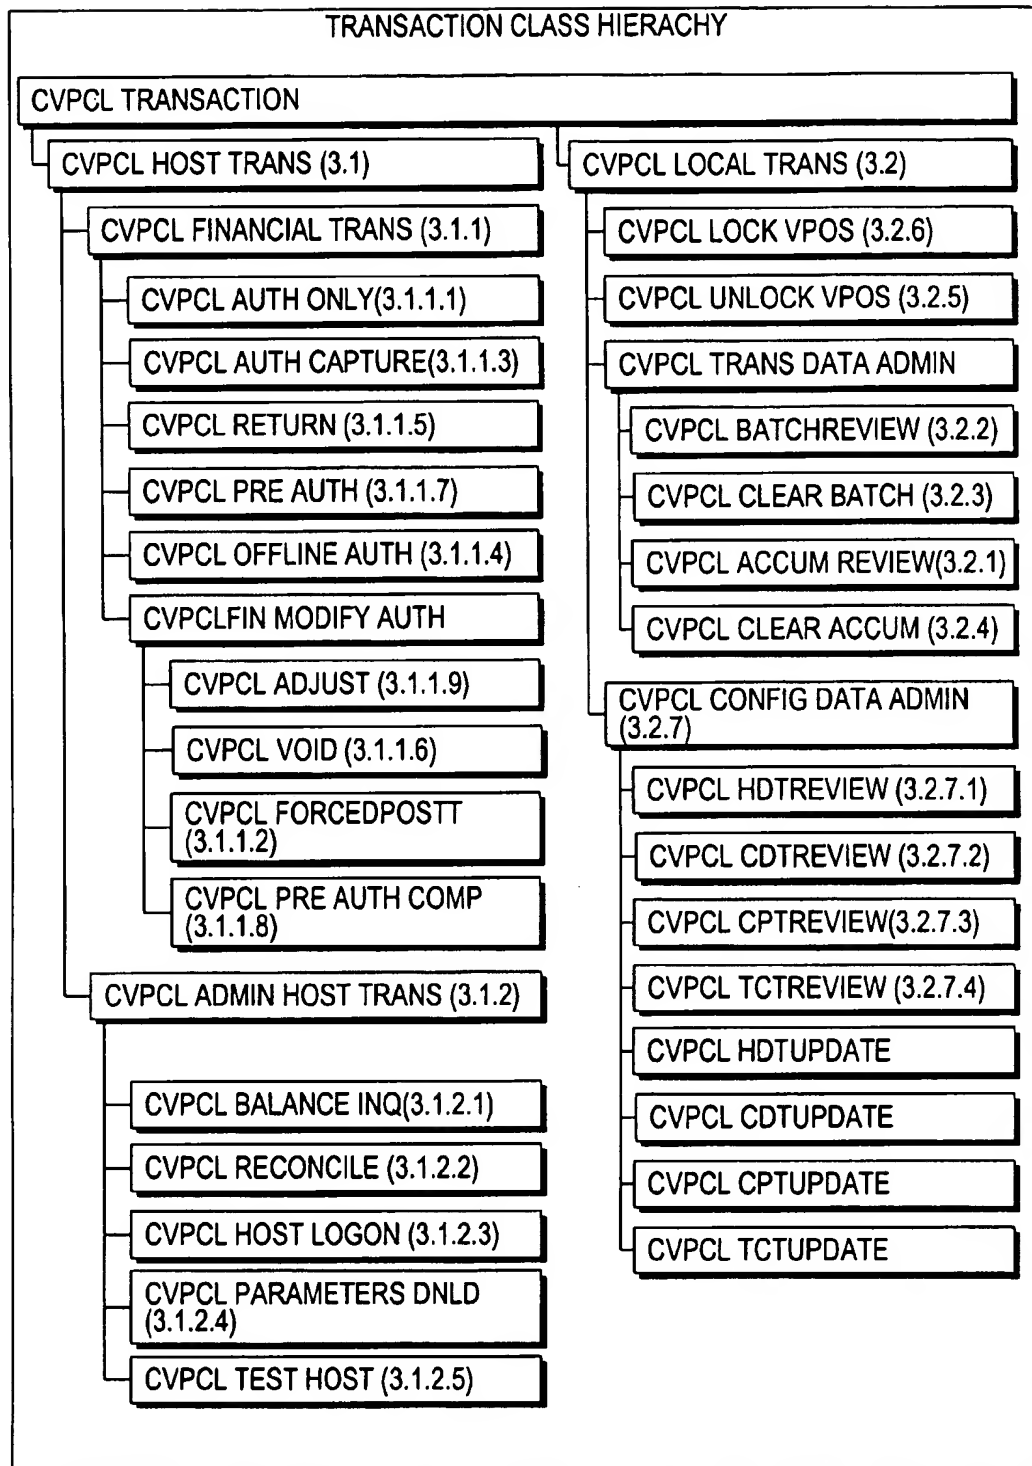 TRANSACTION CLASS HIERACHY
CVPCL TRANSACTION
CVPCL HOST TRANS (3.1)
CVPCL FINANCIAL TRANS (3.1.1)
CVPCL AUTH ONLY(3.1.1.1)
CVPCL AUTH CAPTURE(3.1.1.3)
CVPCL RETURN (3.1.1.5)
CVPCL PRE AUTH (3.1.1.7)
CVPCL OFFLINE AUTH (3.1.1.4)
CVPCLFIN MODIFY AUTH
CVPCL ADJUST (3.1.1.9)
CVPCL VOID (3.1.1.6)
CVPCL FORCEDPOSTT
(3.1.1.2)
CVPCL PRE AUTH COMP
(3.1.1.8)
CVPCL ADMIN HOST TRANS (3.1.2)
CVPCL BALANCE INQ(3.1.2.1)
CVPCL RECONCILE (3.1.2.2)
CVPCL HOST LOGON (3.1.2.3)
CVPCL PARAMETERS DNLD
(3.1.2.4)
CVPCL TEST HOST (3.1.2.5)
CVPCL LOCAL TRANS (3.2)
CVPCL LOCK VPOS (3.2.6)
CVPCL UNLOCK VPOS (3.2.5)
CVPCL TRANS DATA ADMIN
CVPCL BATCHREVIEW (3.2.2)
CVPCL CLEAR BATCH (3.2.3)
CVPCL ACCUM REVIEW(3.2.1)
CVPCL CLEAR ACCUM (3.2.4)
CVPCL CONFIG DATA ADMIN
(3.2.7)
CVPCL HDTREVIEW (3.2.7.1)
CVPCL CDTREVIEW (3.2.7.2)
CVPCL CPTREVIEW(3.2.7.3)
CVPCL TCTREVIEW (3.2.7.4)
CVPCL HDTUPDATE
CVPCL CDTUPDATE
CVPCL CPTUPDATE
CVPCL TCTUPDATE